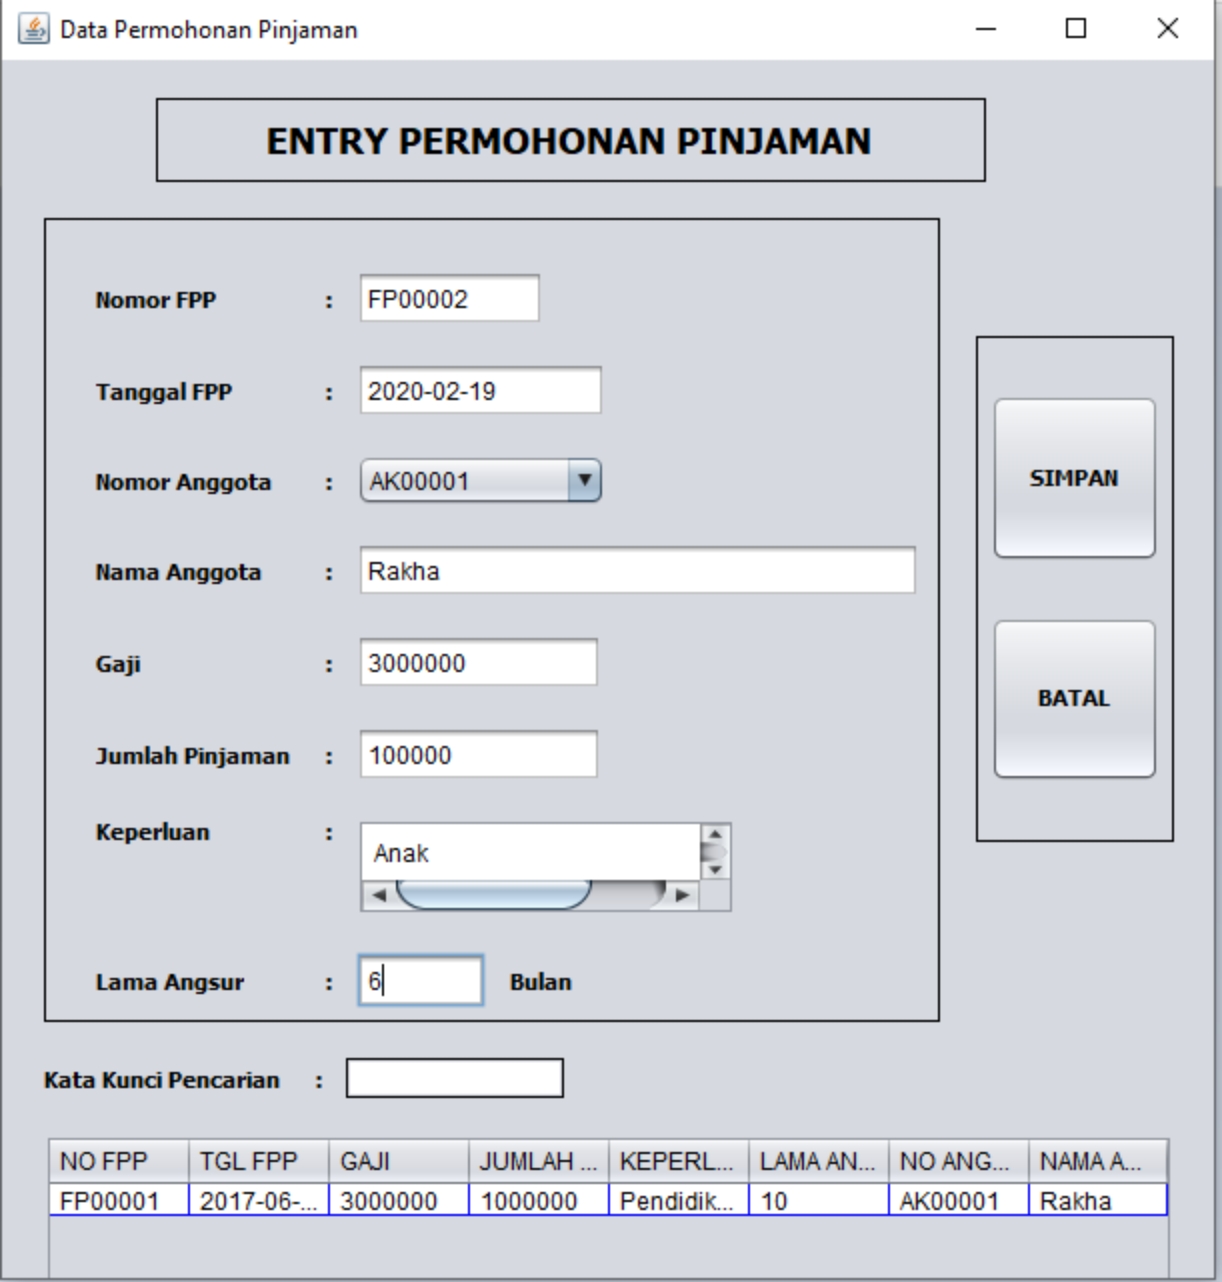 Data Permohonan Pinjaman
ENTRY PERMOHONAN PINJAMAN
Nomor FPP : FP00002
Tanggal FPP : 2020-02-19
Nomor Anggota : AK00001
Nama Anggota : Rakha
Gaji : 3000000
Jumlah Pinjaman : 100000
Keperluan : Anak
Lama Angsur : 6 Bulan
SIMPAN
BATAL
Kata Kunci Pencarian :
NO FPP TGL FPP GAJI JUMLAH ... KEPERL... LAMA AN... NO ANG... NAMA A...
FP00001 2017-06-... 3000000 1000000 Pendidik... 10 AK00001 Rakha